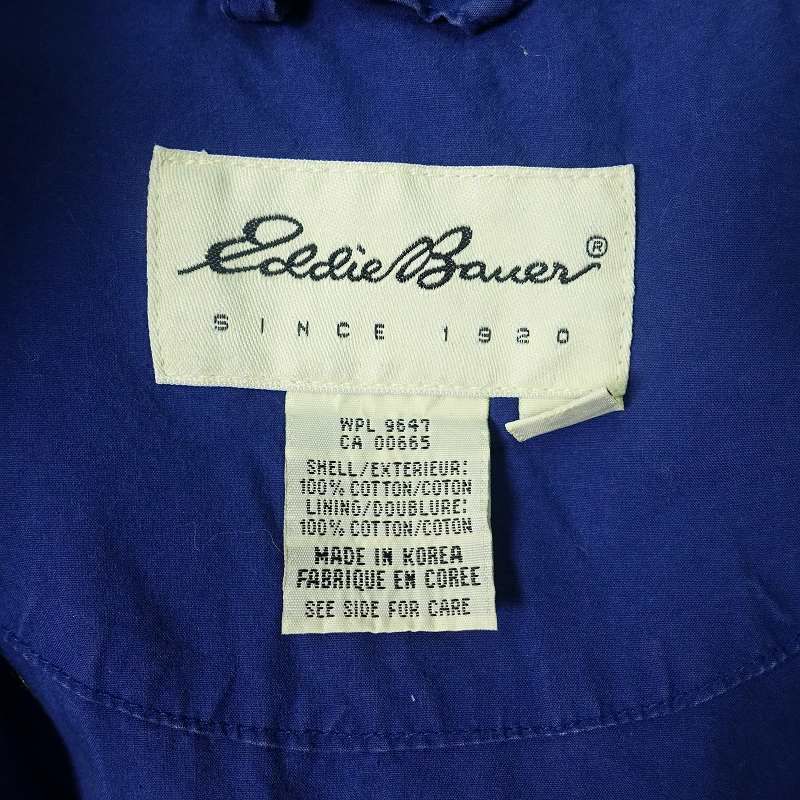 Eddie Bauer®
SINCE 1920
WPL 9647
CA 00665
SHELL/EXTERIEUR:
100% COTTON/COTON
LINING/DOUBLURE:
100% COTTON/COTON
MADE IN KOREA
FABRIQUE EN COREE
SEE SIDE FOR CARE